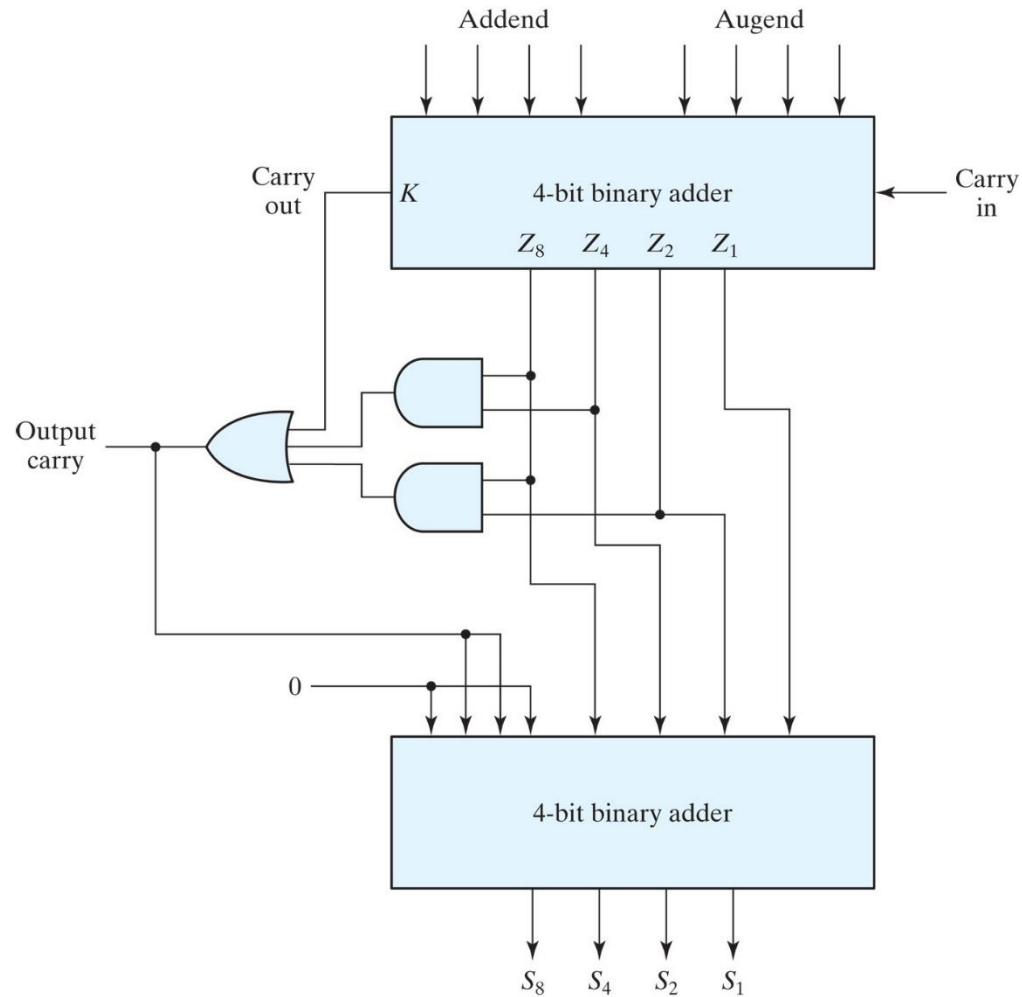 Addend
Augend
Carry
out
K
4-bit binary adder
Carry
in
Z₈ Z₄ Z₂ Z₁
Output
carry
0
4-bit binary adder
S₈ S₄ S₂ S₁